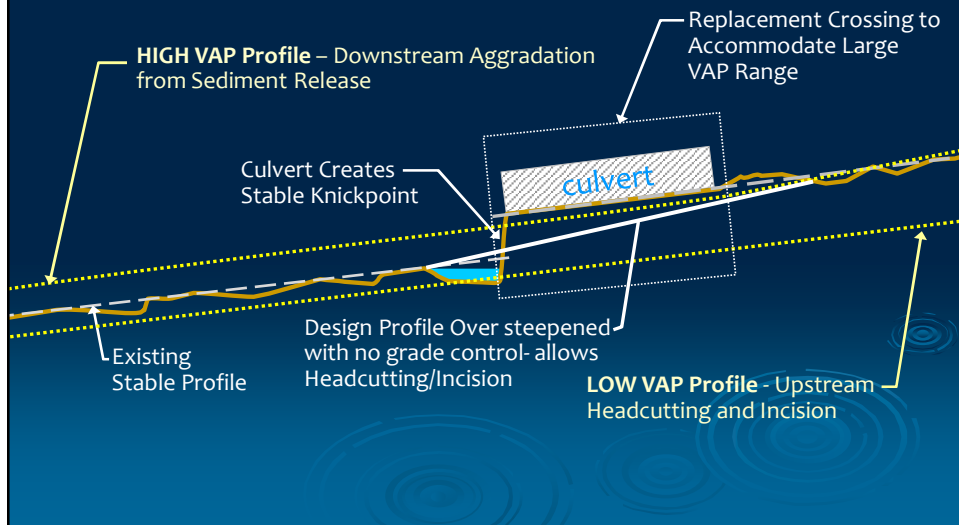 Replacement Crossing to
Accommodate Large
VAP Range
HIGH VAP Profile – Downstream Aggradation
from Sediment Release
Culvert Creates
Stable Knickpoint
culvert
Existing
Stable Profile
Design Profile Over steepened
with no grade control- allows
Headcutting/Incision
LOW VAP Profile - Upstream
Headcutting and Incision